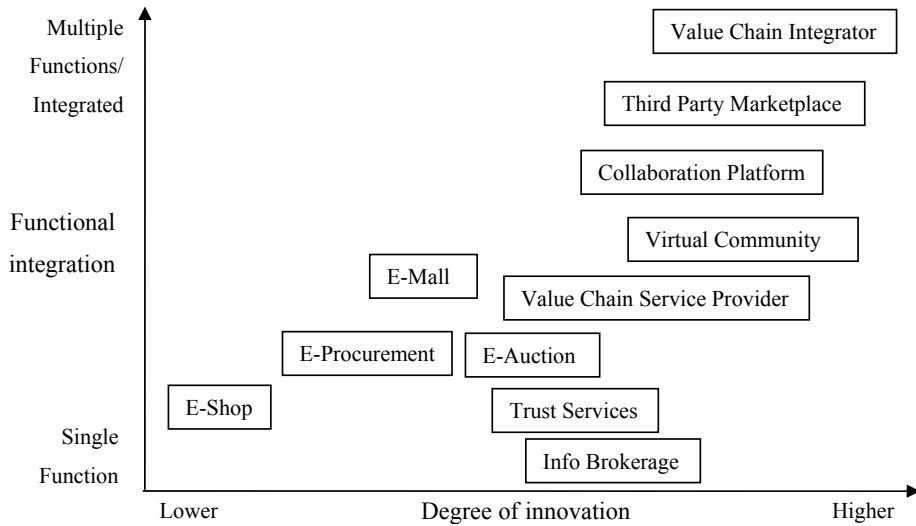 Multiple
Functions/
Integrated
Value Chain Integrator
Third Party Marketplace
Collaboration Platform
Functional
integration
Virtual Community
E-Mall
Value Chain Service Provider
E-Procurement
E-Auction
E-Shop
Trust Services
Single
Function
Info Brokerage
Lower
Degree of innovation
Higher